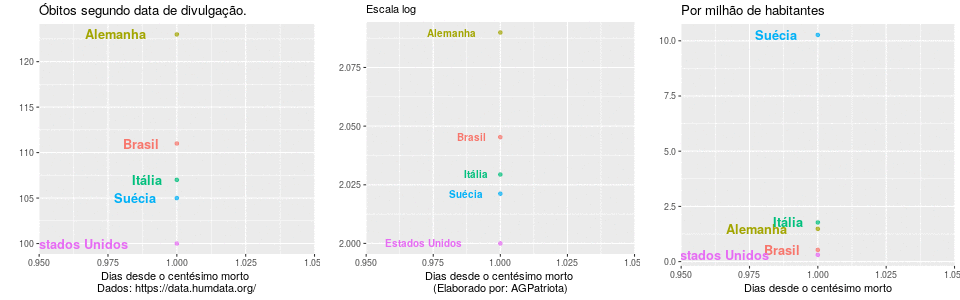 Óbitos segundo data de divulgação.
Alemanha
Brasil
Itália
Suécia
stados Unidos
120
115
110
105
100
0.950
0.975
1.000
1.025
1.05
Dias desde o centésimo morto
Dados: https://data.humdata.org/
Escala log
Alemanha
Brasil
Itália
Suécia
Estados Unidos
2.075
2.050
2.025
2.000
0.950
0.975
1.000
1.025
1.05
Dias desde o centésimo morto
(Elaborado por: AGPatriota)
Por milhão de habitantes
Suécia
Itália
Alemanha
Brasil
stados Unidos
10.0
7.5
5.0
2.5
0.0
0.950
0.975
1.000
1.025
1.05
Dias desde o centésimo morto